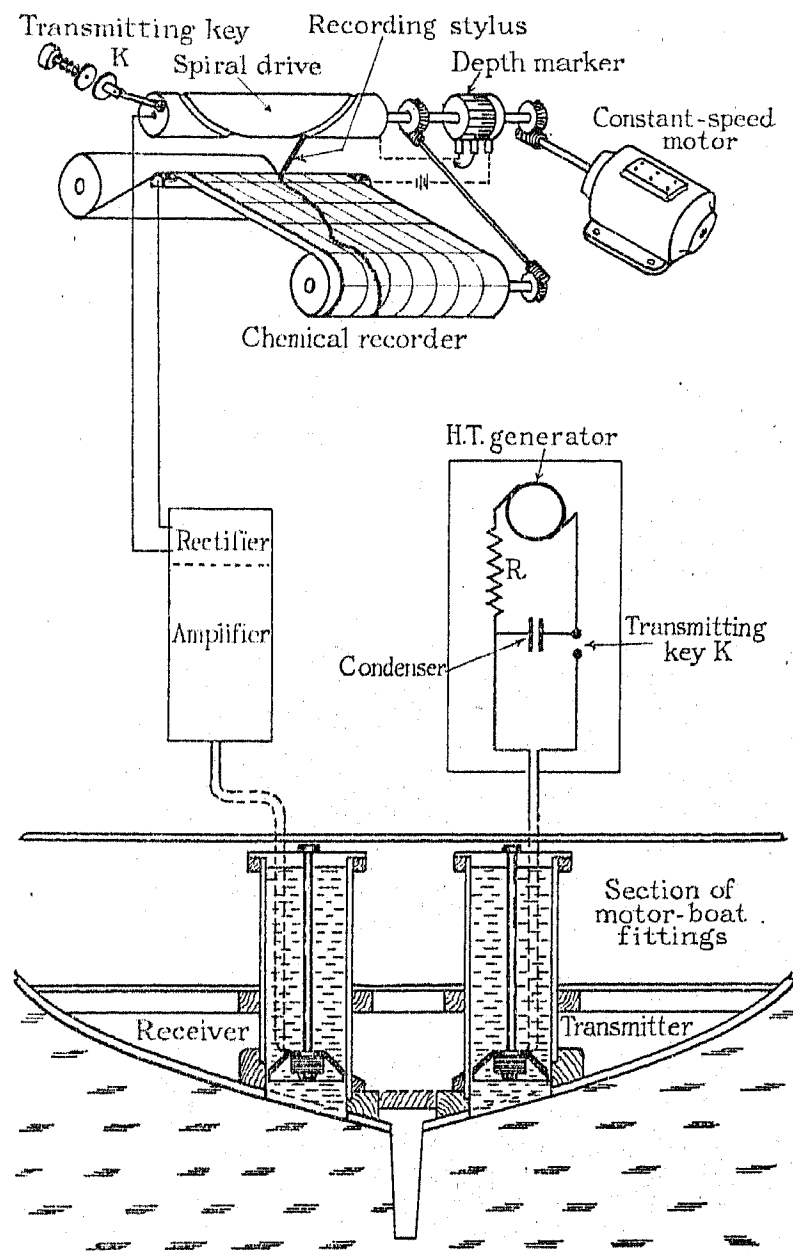 Transmitting key
K
Recording stylus
Spiral drive
Depth marker
Constant-speed
motor
Chemical recorder
H.T. generator
Rectifier
R
Amplifier
Condenser
Transmitting
key K
Section of
motor-boat
fittings
Receiver
Transmitter